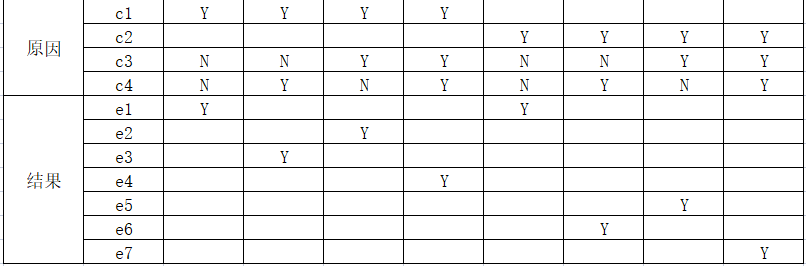 原因
c1 Y Y Y Y
c2 Y Y Y Y
c3 N N Y Y N N Y Y
c4 N Y N Y N Y N Y
结果
e1 Y Y
e2 Y
e3 Y
e4 Y
e5 Y
e6 Y
e7 Y